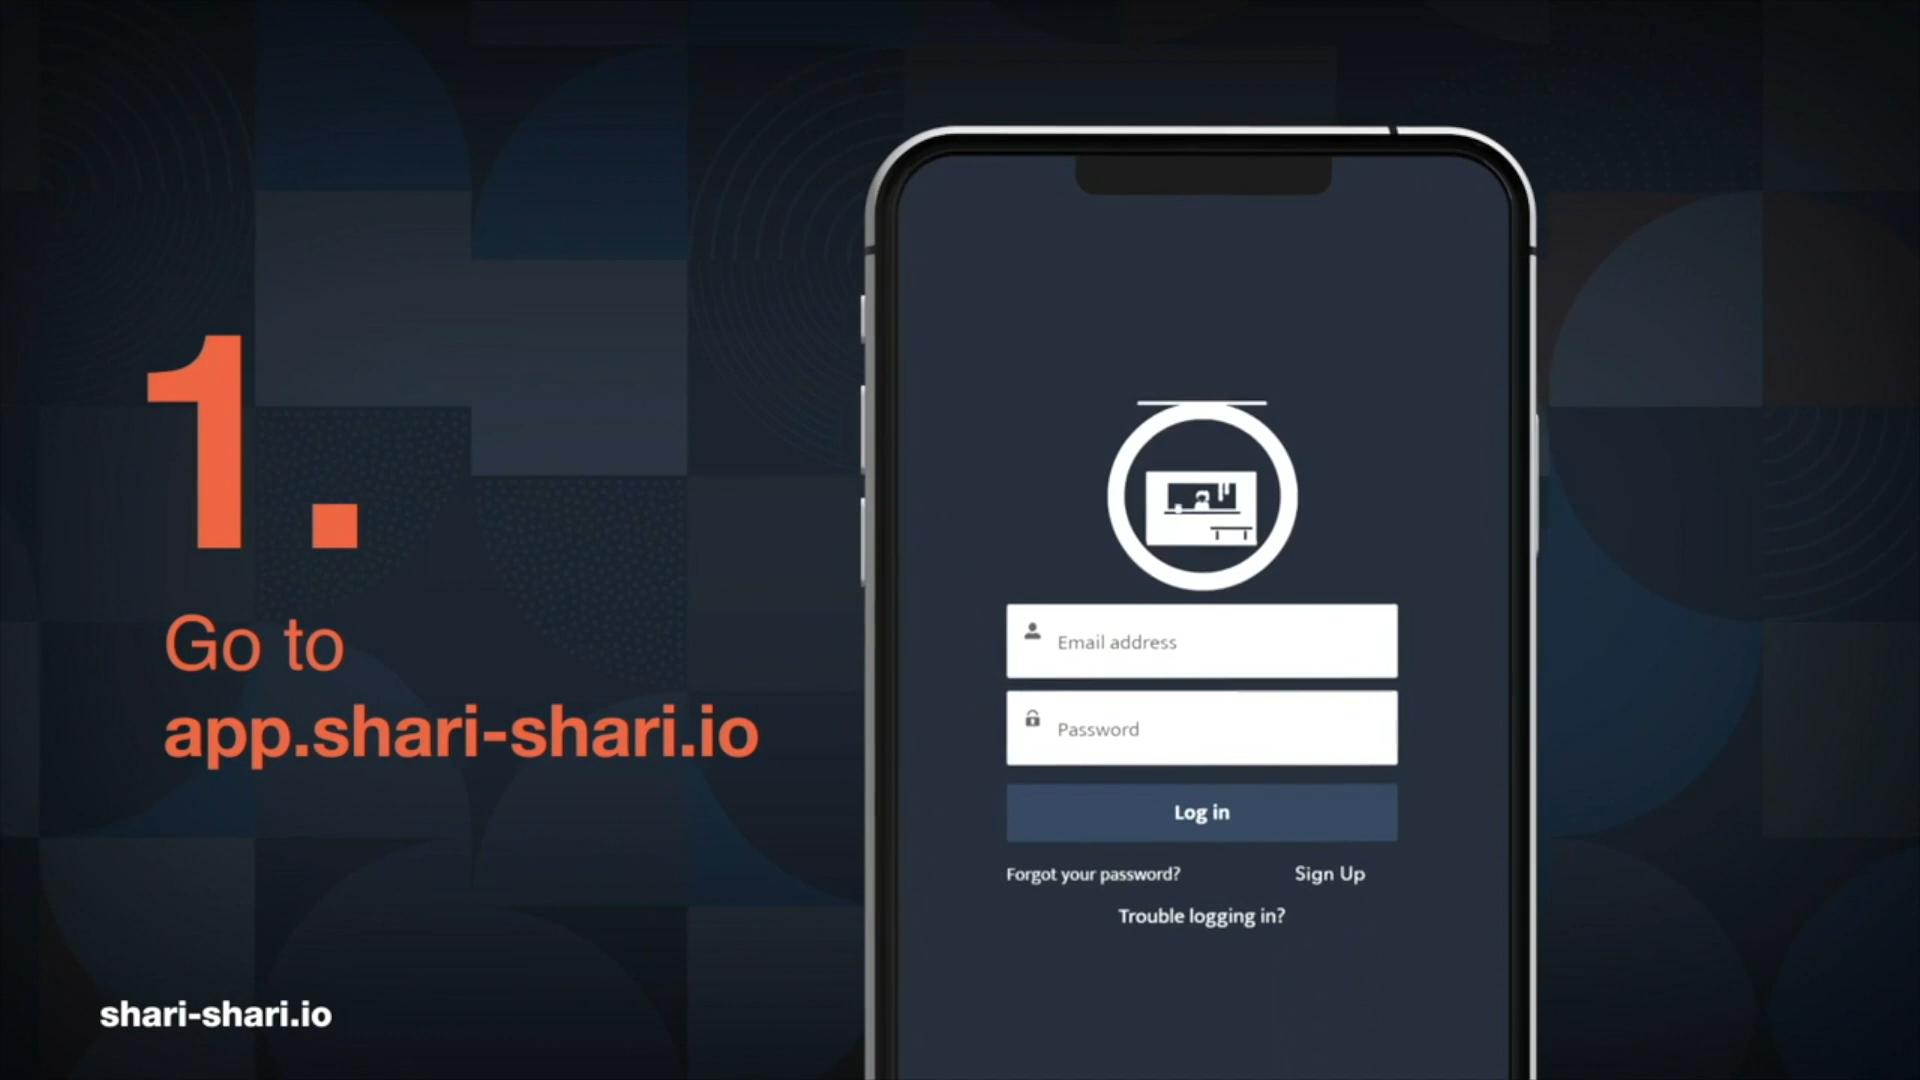 1.
Go to
app.shari-shari.io
shari-shari.io
Email address
Password
Log in
Forgot your password?
Sign Up
Trouble logging in?